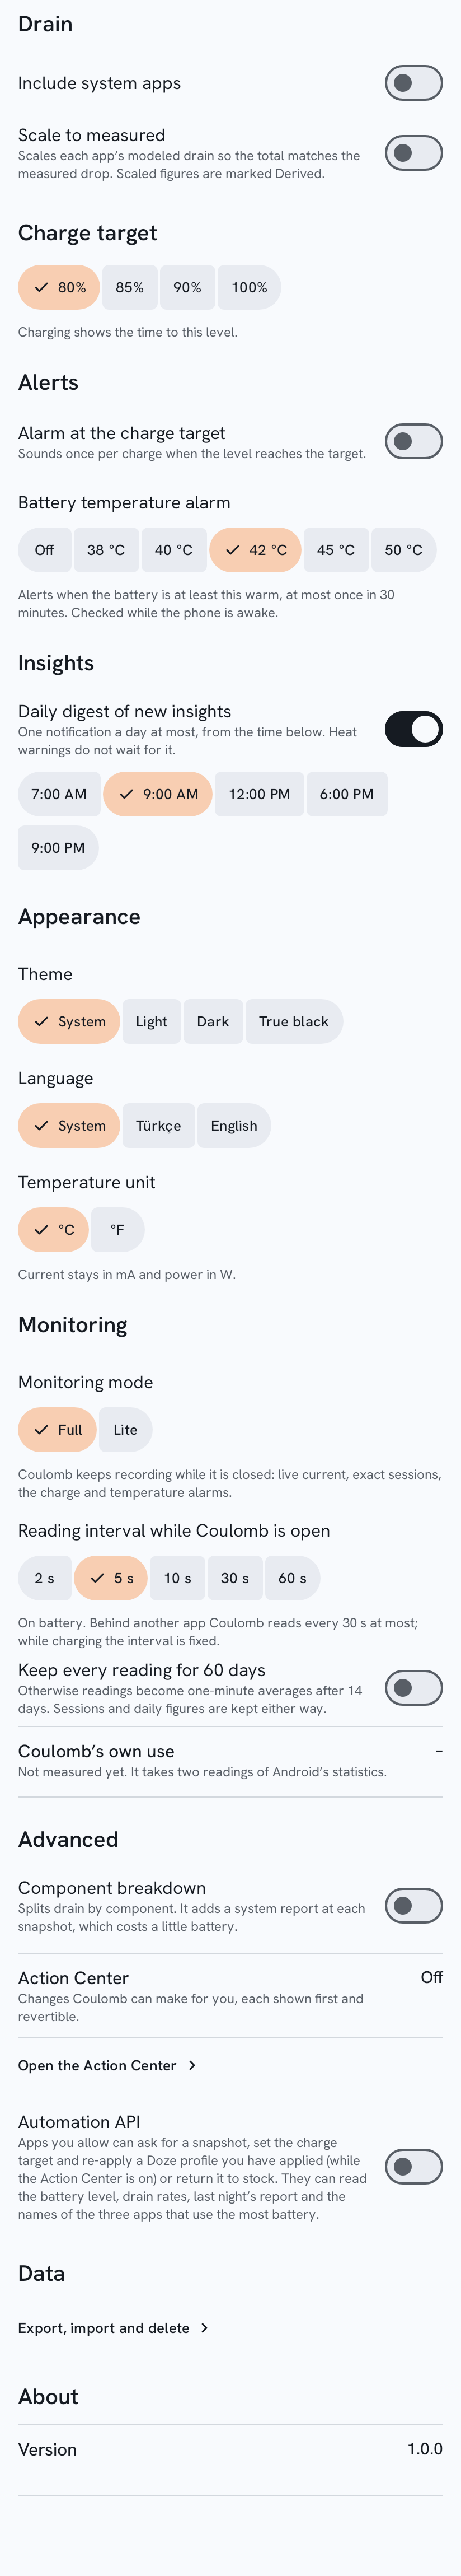 Drain
Include system apps
Scale to measured
Scales each app’s modeled drain so the total matches the
measured drop. Scaled figures are marked Derived.
Charge target
80% 85% 90% 100%
Charging shows the time to this level.
Alerts
Alarm at the charge target
Sounds once per charge when the level reaches the target.
Battery temperature alarm
Off 38 °C 40 °C 42 °C 45 °C 50 °C
Alerts when the battery is at least this warm, at most once in 30
minutes. Checked while the phone is awake.
Insights
Daily digest of new insights
One notification a day at most, from the time below. Heat
warnings do not wait for it.
7:00 AM 9:00 AM 12:00 PM 6:00 PM
9:00 PM
Appearance
Theme
System Light Dark True black
Language
System Türkçe English
Temperature unit
°C °F
Current stays in mA and power in W.
Monitoring
Monitoring mode
Full Lite
Coulomb keeps recording while it is closed: live current, exact sessions,
the charge and temperature alarms.
Reading interval while Coulomb is open
2 s 5 s 10 s 30 s 60 s
On battery. Behind another app Coulomb reads every 30 s at most;
while charging the interval is fixed.
Keep every reading for 60 days
Otherwise readings become one-minute averages after 14
days. Sessions and daily figures are kept either way.
Coulomb’s own use –
Not measured yet. It takes two readings of Android’s statistics.
Advanced
Component breakdown
Splits drain by component. It adds a system report at each
snapshot, which costs a little battery.
Action Center Off
Changes Coulomb can make for you, each shown first and
revertible.
Open the Action Center
Automation API
Apps you allow can ask for a snapshot, set the charge
target and re-apply a Doze profile you have applied (while
the Action Center is on) or return it to stock. They can read
the battery level, drain rates, last night’s report and the
names of the three apps that use the most battery.
Data
Export, import and delete
About
Version 1.0.0